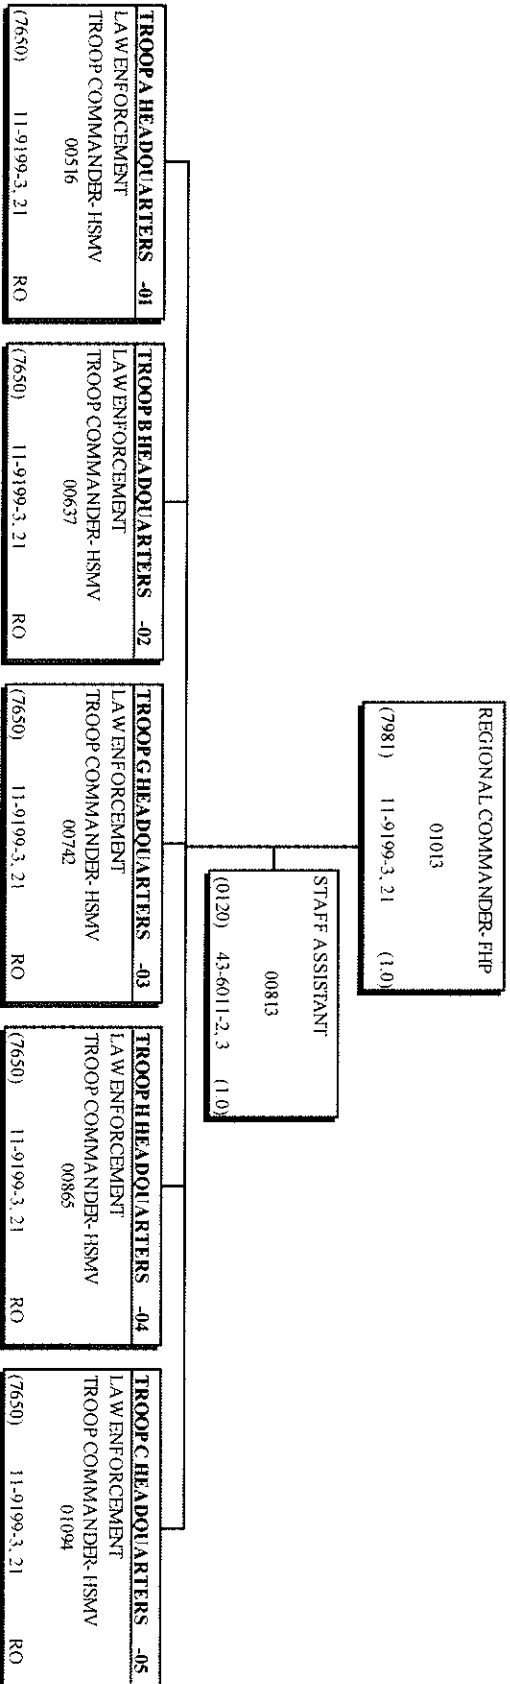 REGIONAL COMMANDER- FHP
01013
(7981) 11-9199-3, 21 (1.0)
STAFF ASSISTANT
00813
(0120) 43-6011-2, 3 (1.0)
TROOP A HEADQUARTERS -01
LAW ENFORCEMENT
TROOP COMMANDER- HSMV
00516
(7650) 11-9199-3, 21 RO
TROOP B HEADQUARTERS -02
LAW ENFORCEMENT
TROOP COMMANDER- HSMV
00637
(7650) 11-9199-3, 21 RO
TROOP G HEADQUARTERS -03
LAW ENFORCEMENT
TROOP COMMANDER- HSMV
00742
(7650) 11-9199-3, 21 RO
TROOP H HEADQUARTERS -04
LAW ENFORCEMENT
TROOP COMMANDER- HSMV
00865
(7650) 11-9199-3, 21 RO
TROOP C HEADQUARTERS -05
LAW ENFORCEMENT
TROOP COMMANDER- HSMV
01094
(7650) 11-9199-3, 21 RO